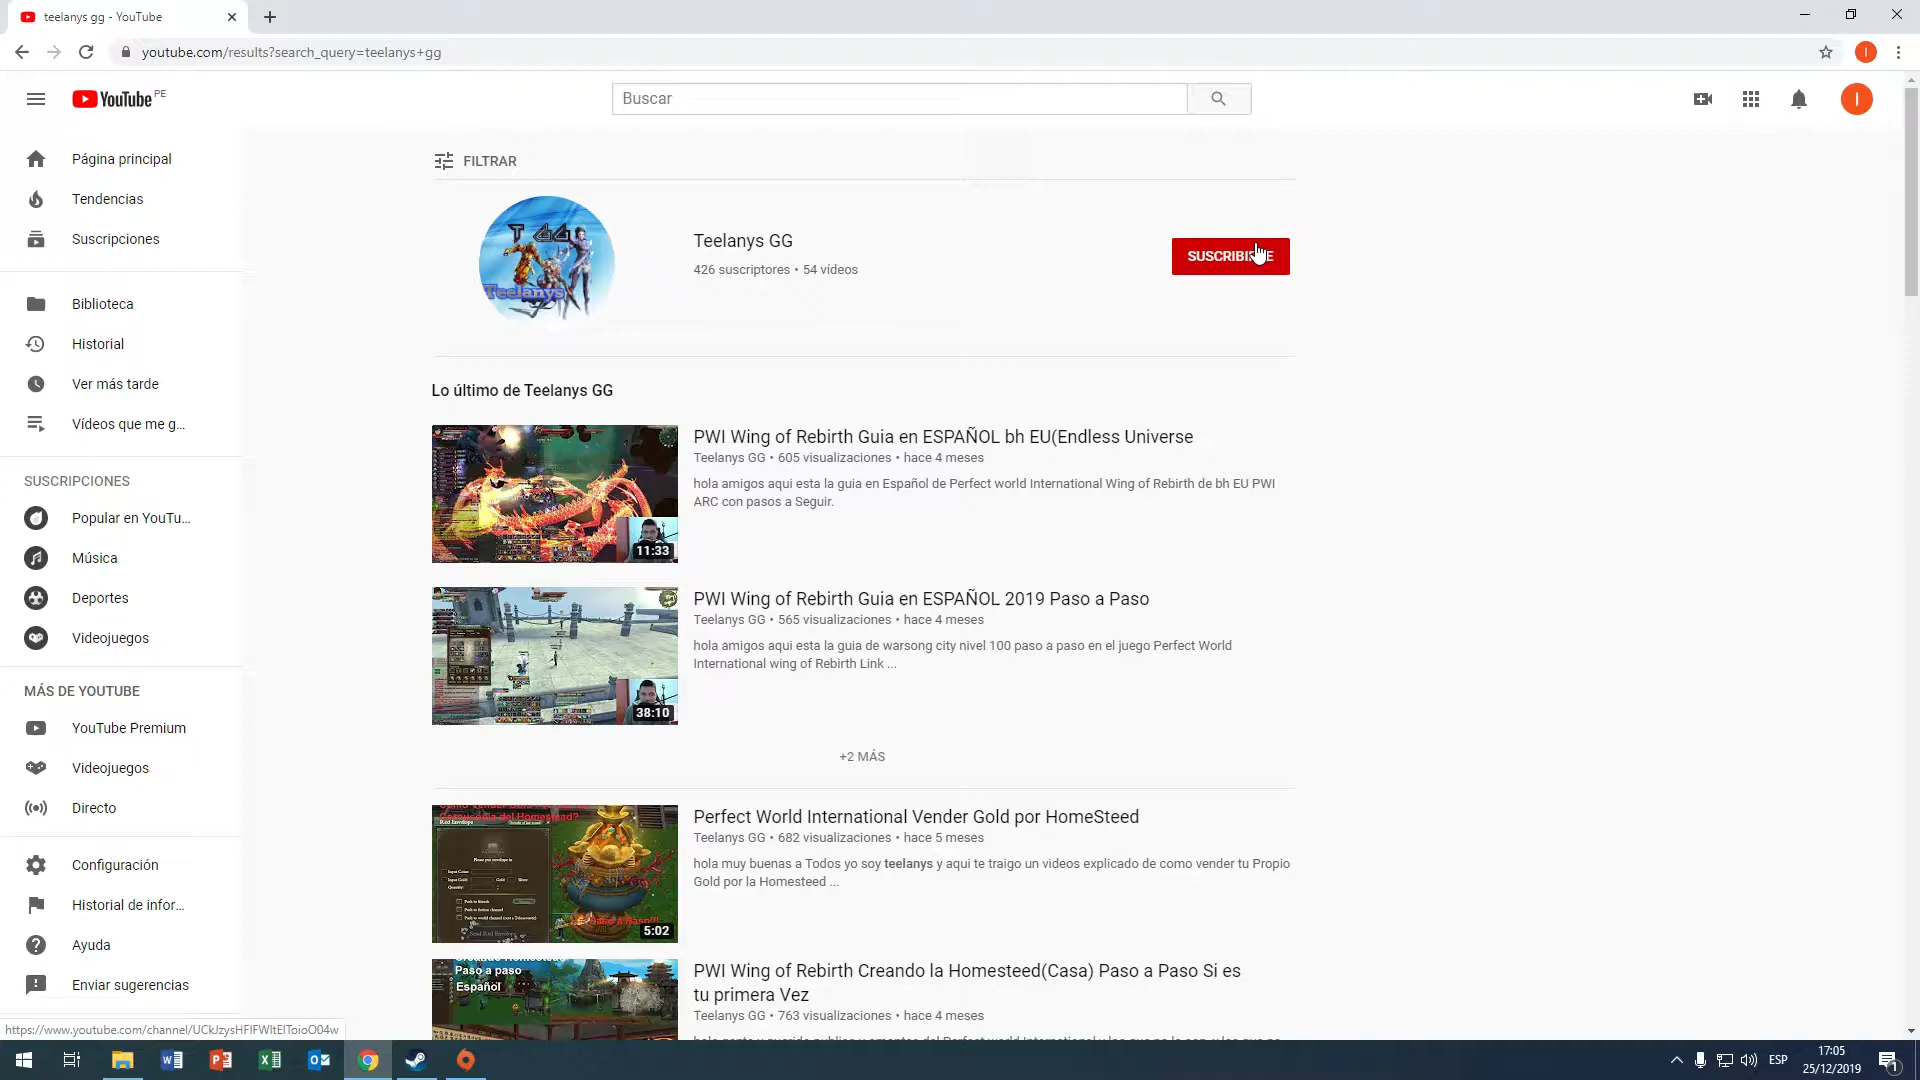 teelanys gg - YouTube
youtube.com/results?search_query=teelanys+gg
YouTube PE
Buscar
Página principal
Tendencias
Suscripciones
Biblioteca
Historial
Ver más tarde
Vídeos que me g...
SUSCRIPCIONES
Popular en YouTu...
Música
Deportes
Videojuegos
MÁS DE YOUTUBE
YouTube Premium
Videojuegos
Directo
Configuración
Historial de infor...
Ayuda
Enviar sugerencias
FILTRAR
T GG
Teelanys
Teelanys GG
426 suscriptores • 54 vídeos
Lo último de Teelanys GG
PWI Wing of Rebirth Guia en ESPAÑOL bh EU(Endless Universe
Teelanys GG • 605 visualizaciones • hace 4 meses
hola amigos aqui esta la guia en Español de Perfect world International Wing of Rebirth de bh EU PWI
ARC con pasos a Seguir.
11:33
PWI Wing of Rebirth Guia en ESPAÑOL 2019 Paso a Paso
Teelanys GG • 565 visualizaciones • hace 4 meses
hola amigos aqui esta la guia de warsong city nivel 100 paso a paso en el juego Perfect World
International wing of Rebirth Link ...
38:10
+2 MÁS
Perfect World International Vender Gold por HomeSteed
Teelanys GG • 682 visualizaciones • hace 5 meses
hola muy buenas a Todos yo soy teelanys y aqui te traigo un videos explicado de como vender tu Propio
Gold por la Homesteed ...
5:02
PWI Wing of Rebirth Creando la Homesteed(Casa) Paso a Paso Si es
tu primera Vez
Teelanys GG • 763 visualizaciones • hace 4 meses
Paso a paso
Español
https://www.youtube.com/channel/UCkJzysHFIFWItEIToioO04w
ESP
17:05
25/12/2019